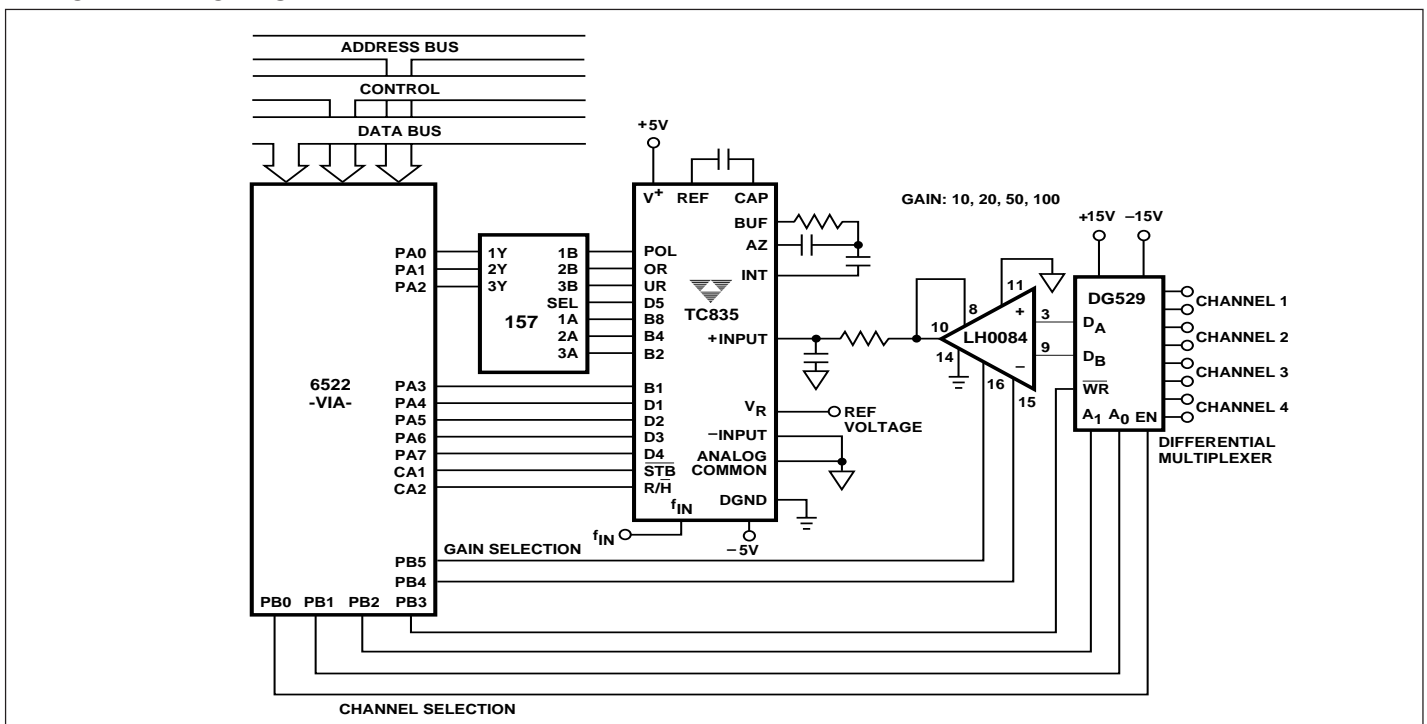 ADDRESS BUS
CONTROL
DATA BUS
+5V
V+ REF CAP
BUF
AZ
INT
GAIN: 10, 20, 50, 100
+15V −15V
PA0
PA1
PA2
1Y
2Y
3Y
157
1B
2B
3B
SEL
1A
2A
3A
POL
OR
UR
D5
B8
B4
B2
TC835
+INPUT
6522
-VIA-
PA3
PA4
PA5
PA6
PA7
CA1
CA2
B1
D1
D2
D3
D4
STB
R/H
fIN
VR
REF
VOLTAGE
−INPUT
ANALOG
COMMON
DGND
fIN
−5V
11
8
+
3
10
LH0084
9
14
−
16
15
DG529
DA
DB
WR
A1 A0 EN
CHANNEL 1
CHANNEL 2
CHANNEL 3
CHANNEL 4
DIFFERENTIAL
MULTIPLEXER
GAIN SELECTION
PB5
PB4
PB0 PB1 PB2 PB3
CHANNEL SELECTION